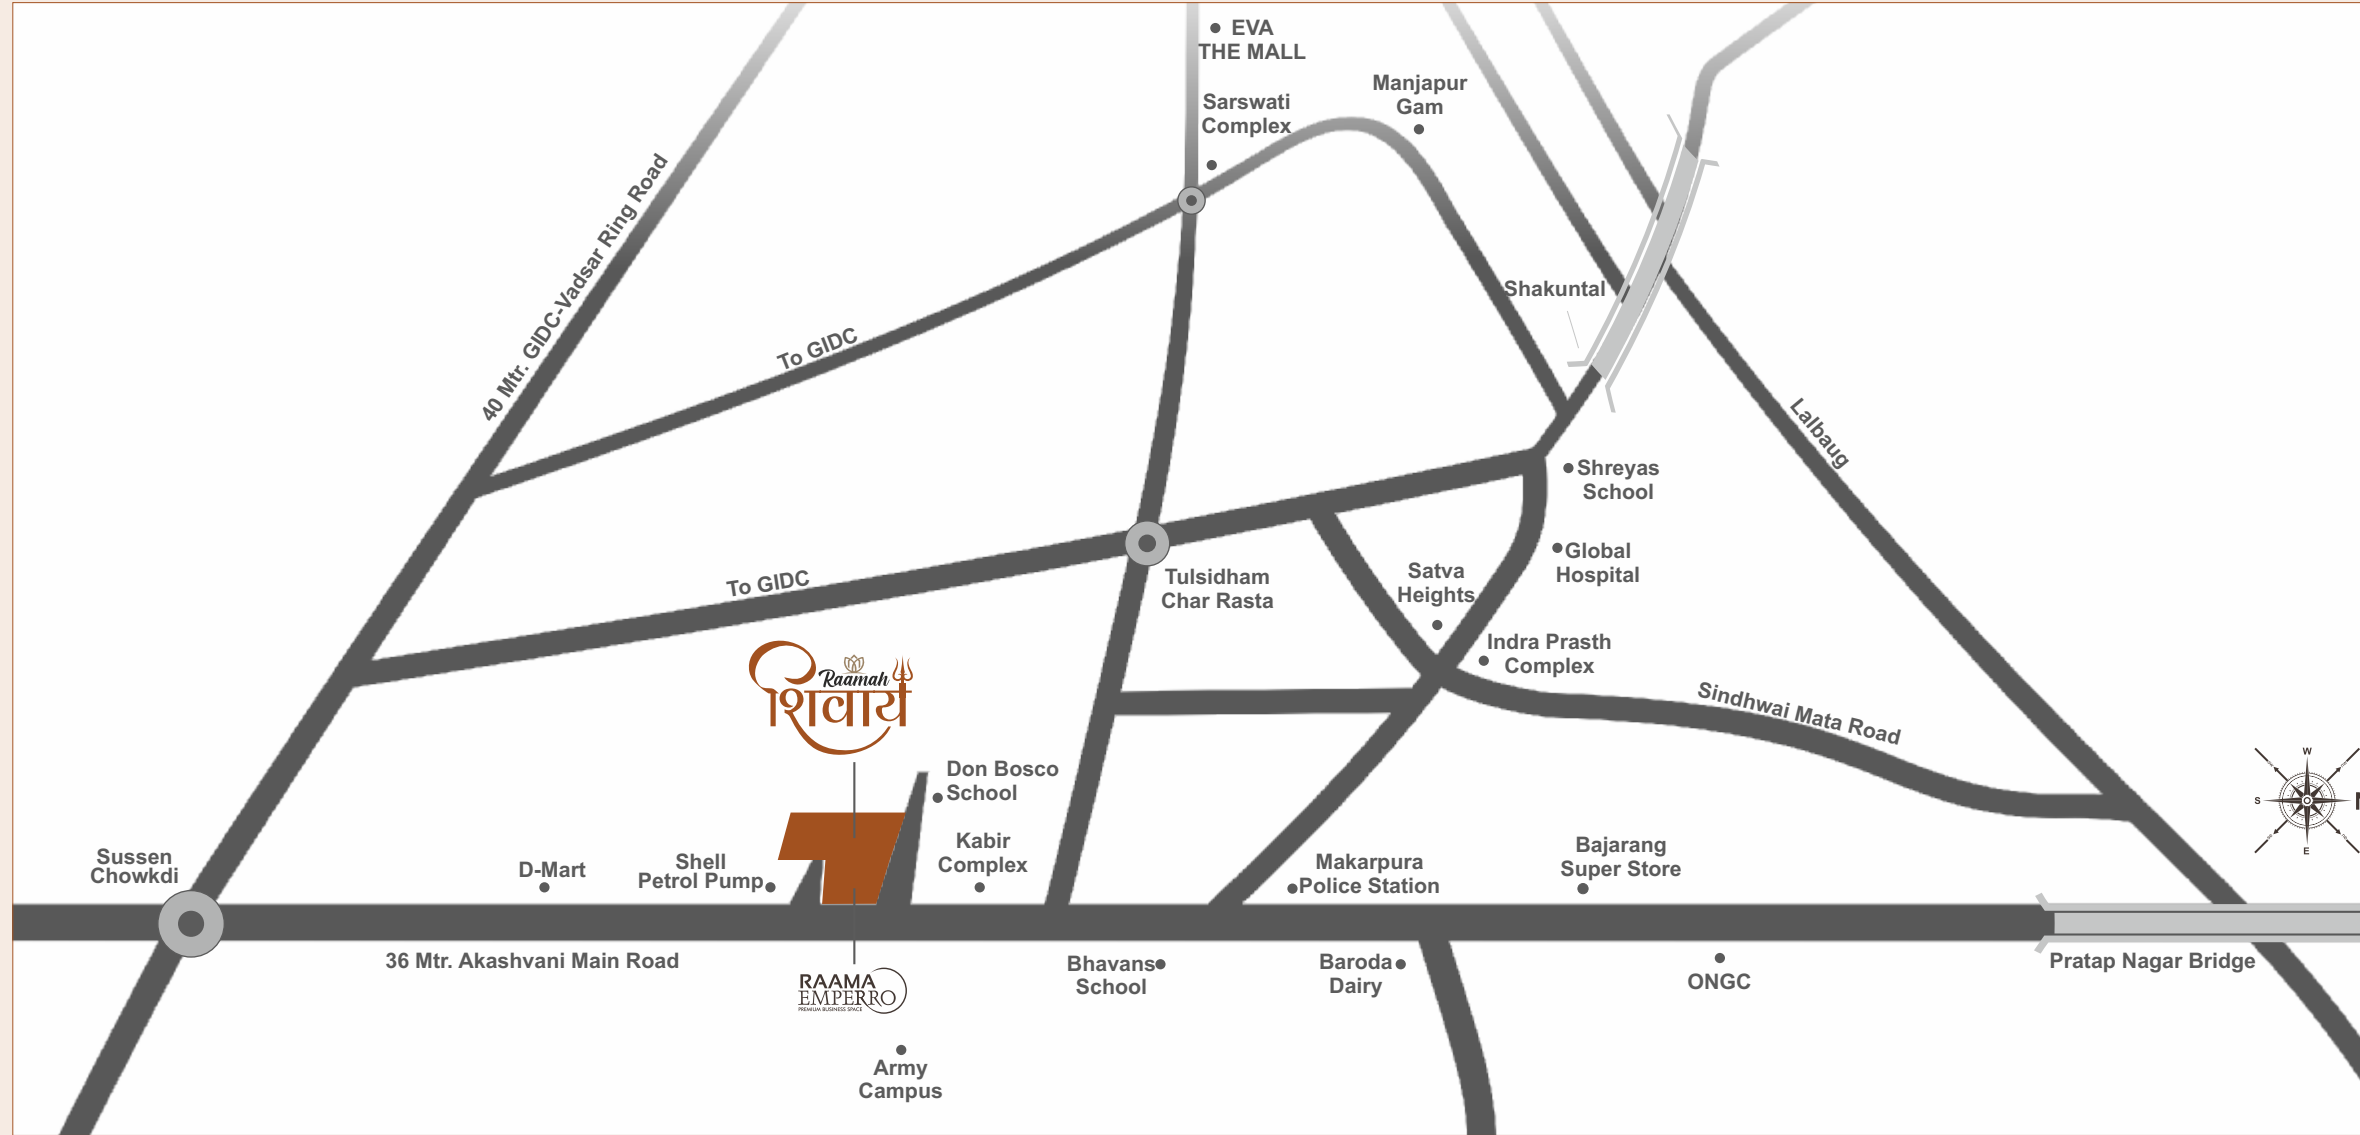 EVA
THE MALL
Manjapur
Gam
Sarswati
Complex
40 Mtr. GIDC-Vadsar Ring Road
Shakuntal
To GIDC
Lalbaug
Shreyas
School
Global
Hospital
To GIDC
Tulsidham
Char Rasta
Satva
Heights
Indra Prasth
Complex
Raamah
शिवाय
Sindhwai Mata Road
W
S
E
Don Bosco
School
Kabir
Complex
Sussen
Chowkdi
D-Mart
Shell
Petrol Pump
Makarpura
Police Station
Bajarang
Super Store
36 Mtr. Akashvani Main Road
RAAMA
EMPERRO
PREMIUM BUSINESS SPACE
Bhavans
School
Baroda
Dairy
ONGC
Pratap Nagar Bridge
Army
Campus